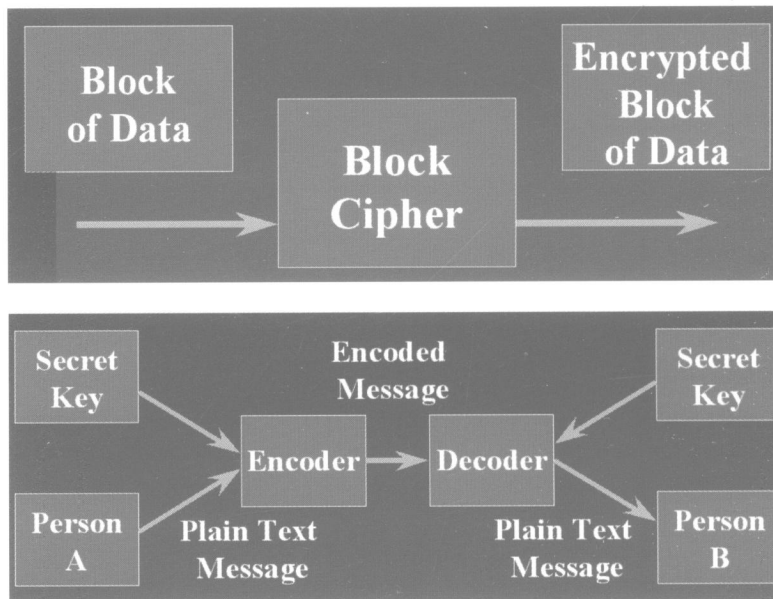 Block
of Data
Block
Cipher
Encrypted
Block
of Data
Secret
Key
Encoded
Message
Secret
Key
Encoder
Decoder
Person
A
Plain Text
Message
Plain Text
Message
Person
B